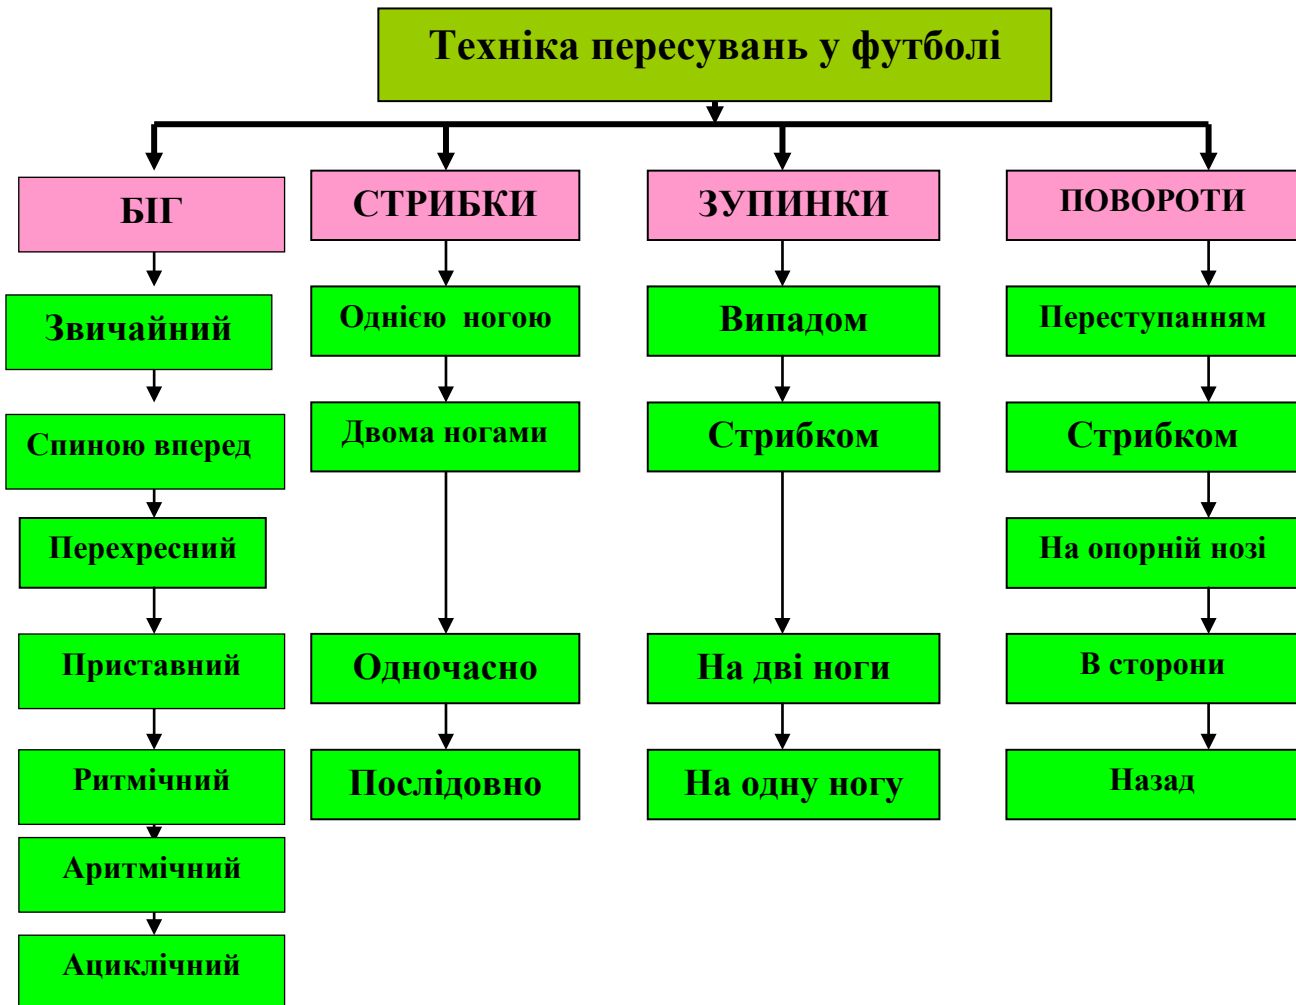 Техніка пересувань у футболі
БІГ
Звичайний
Спиною вперед
Перехресний
Приставний
Ритмічний
Аритмічний
Ациклічний
СТРИБКИ
Однією ногою
Двома ногами
Одночасно
Послідовно
ЗУПИНКИ
Випадом
Стрибком
На дві ноги
На одну ногу
ПОВОРОТИ
Переступанням
Стрибком
На опорній нозі
В сторони
Назад